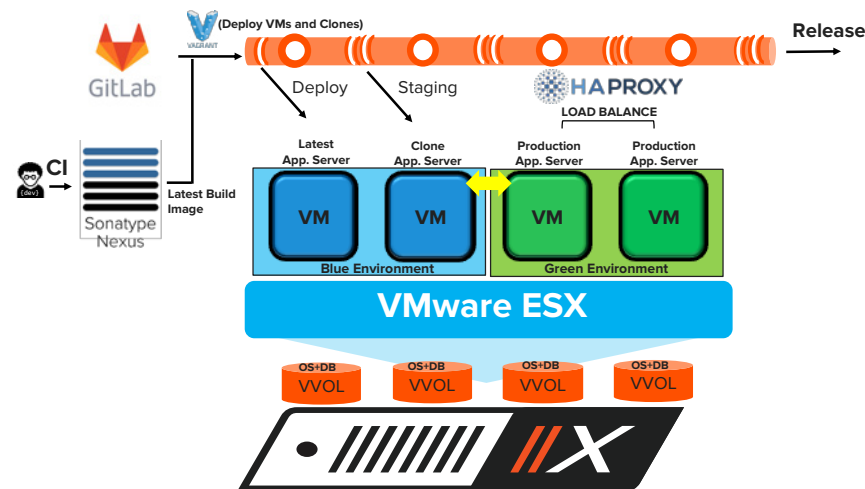 (Deploy VMs and Clones)
VAGRANT
Release
GitLab
Deploy
Staging
HAPROXY
LOAD BALANCE
CI
{dev}
Latest Build
Image
Sonatype
Nexus
Latest
App. Server
Clone
App. Server
Production
App. Server
Production
App. Server
VM
VM
VM
VM
Blue Environment
Green Environment
VMware ESX
OS+DB
VVOL
OS+DB
VVOL
OS+DB
VVOL
OS+DB
VVOL
//X